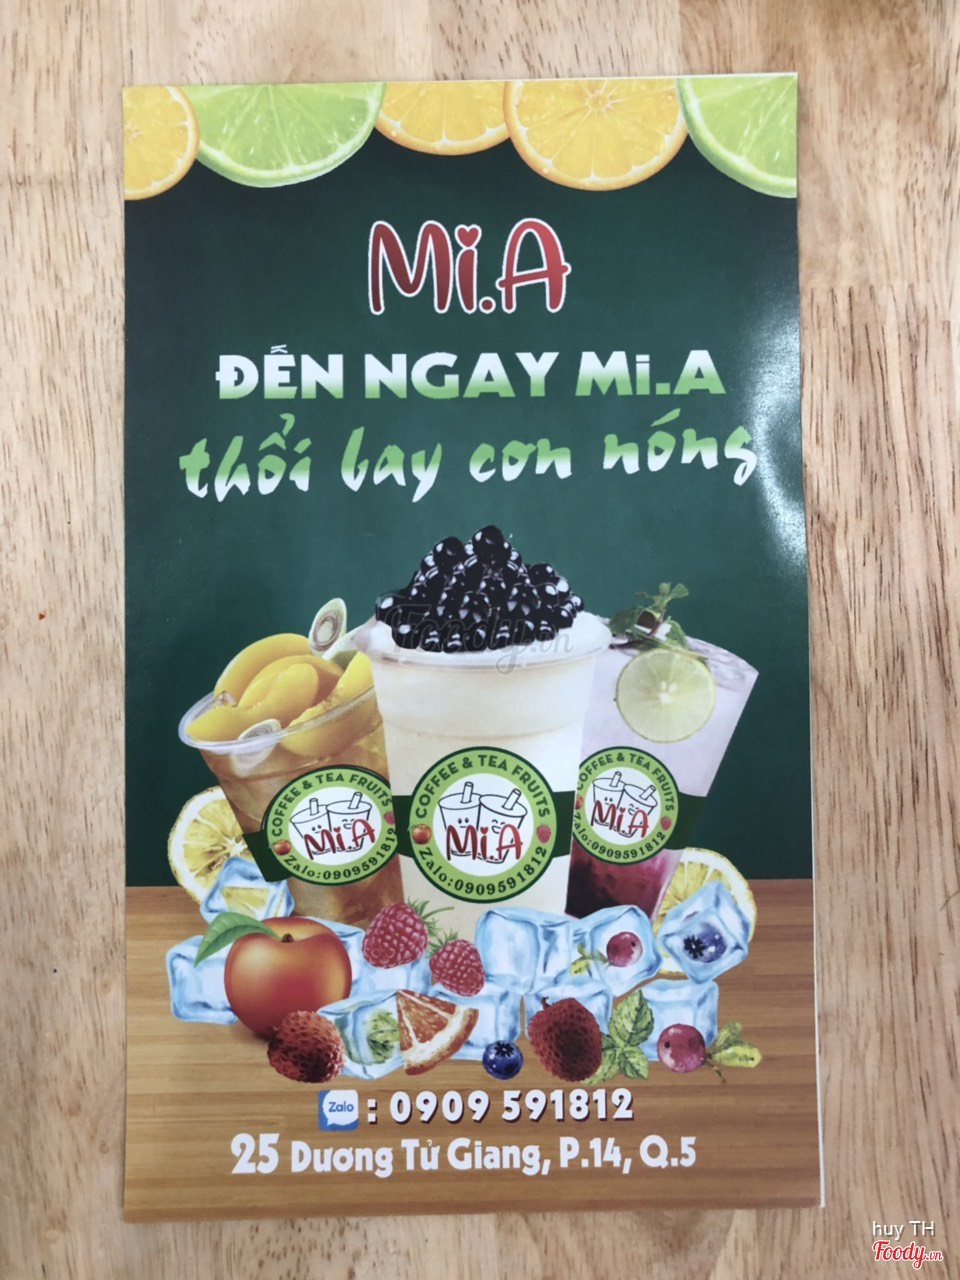 Mi.A
ĐẾN NGAY Mi.A
thổi bay cơn nóng
Foody.vn
COFFEE & TEA FRUITS
Mi.A
Zalo:0909591812
COFFEE & TEA FRUITS
Mi.A
Zalo:0909591812
COFFEE & TEA FRUITS
Mi.A
Zalo:0909591812
Zalo : 0909 591812
25 Dương Tử Giang, P.14, Q.5
huy TH
Foody.vn